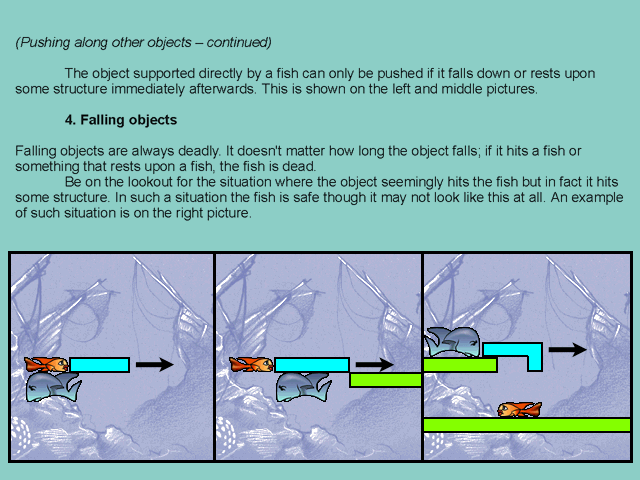 (Pushing along other objects – continued)
The object supported directly by a fish can only be pushed if it falls down or rests upon
some structure immediately afterwards. This is shown on the left and middle pictures.
4. Falling objects
Falling objects are always deadly. It doesn't matter how long the object falls; if it hits a fish or
something that rests upon a fish, the fish is dead.
Be on the lookout for the situation where the object seemingly hits the fish but in fact it hits
some structure. In such a situation the fish is safe though it may not look like this at all. An example
of such situation is on the right picture.